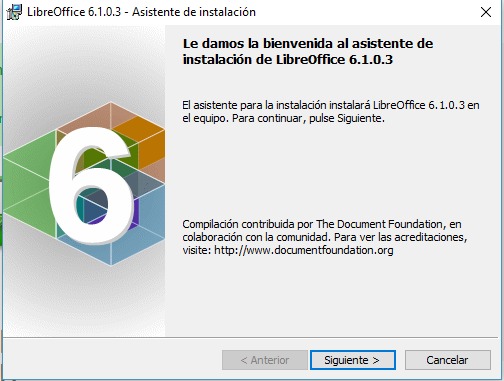 LibreOffice 6.1.0.3 - Asistente de instalación
Le damos la bienvenida al asistente de
instalación de LibreOffice 6.1.0.3
El asistente para la instalación instalará LibreOffice 6.1.0.3 en
el equipo. Para continuar, pulse Siguiente.
6
Compilación contribuida por The Document Foundation, en
colaboración con la comunidad. Para ver las acreditaciones,
visite: http://www.documentfoundation.org
< Anterior
Siguiente >
Cancelar